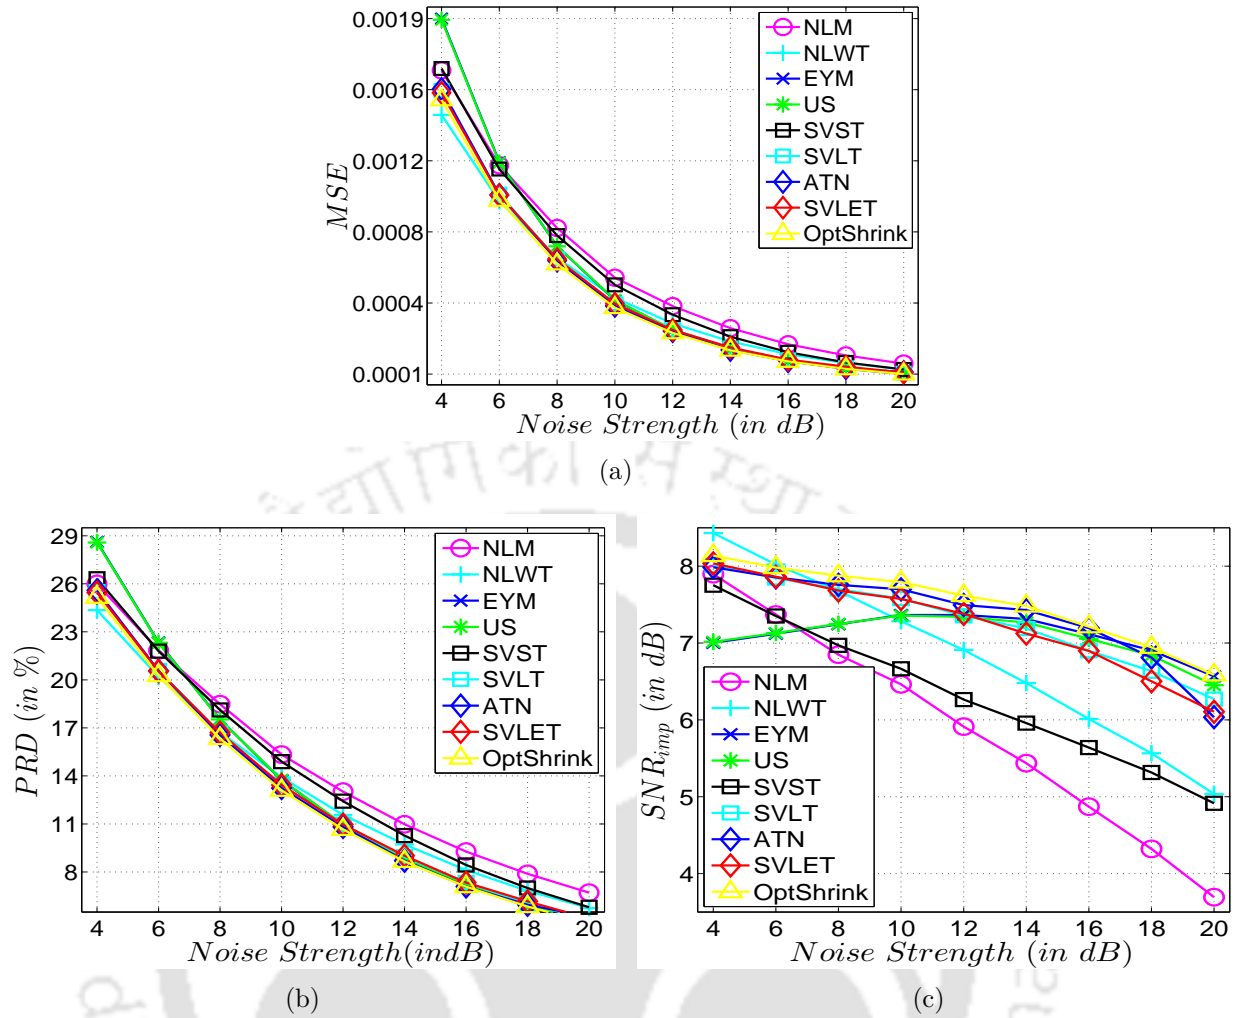 0.0019
0.0016
0.0012
0.0008
0.0004
0.0001
MSE
NLM
NLWT
EYM
US
SVST
SVLT
ATN
SVLET
OptShrink
4 6 8 10 12 14 16 18 20
Noise Strength (in dB)
(a)
29
26
23
20
17
14
11
8
PRD (in %)
NLM
NLWT
EYM
US
SVST
SVLT
ATN
SVLET
OptShrink
4 6 8 10 12 14 16 18 20
Noise Strength(indB)
(b)
8
7
6
5
4
SNR_imp (in dB)
NLM
NLWT
EYM
US
SVST
SVLT
ATN
SVLET
OptShrink
4 6 8 10 12 14 16 18 20
Noise Strength (in dB)
(c)